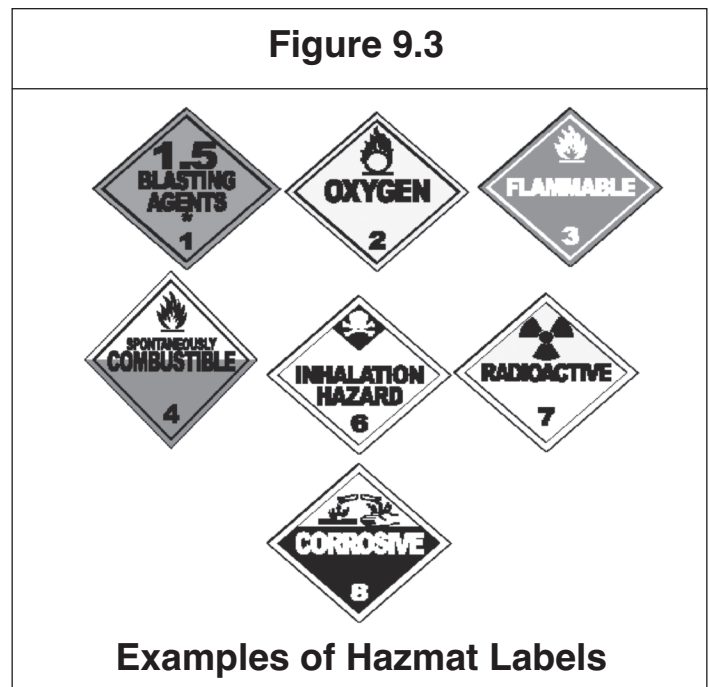 Figure 9.3
1.5
BLASTING
AGENTS
*
1
OXYGEN
2
FLAMMABLE
3
SPONTANEOUSLY
COMBUSTIBLE
4
INHALATION
HAZARD
6
RADIOACTIVE
7
CORROSIVE
8
Examples of Hazmat Labels